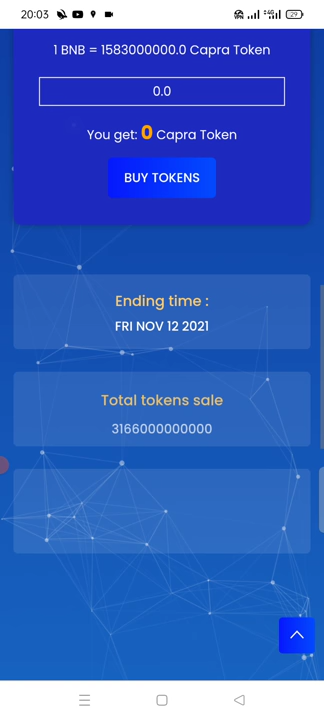 20:03
29
1 BNB = 1583000000.0 Capra Token
0.0
You get: 0 Capra Token
BUY TOKENS
Ending time :
FRI NOV 12 2021
Total tokens sale
3166000000000